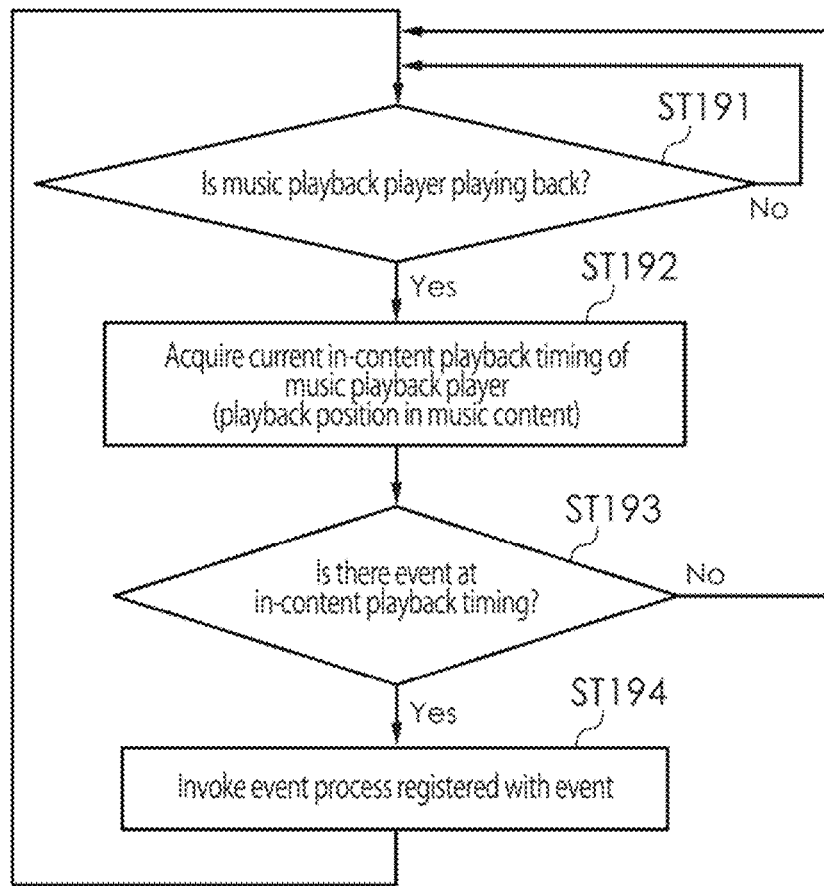 ST191
Is music playback player playing back?
No
Yes
ST192
Acquire current in-content playback timing of
music playback player
(playback position in music content)
ST193
Is there event at
in-content playback timing?
No
Yes
ST194
Invoke event process registered with event